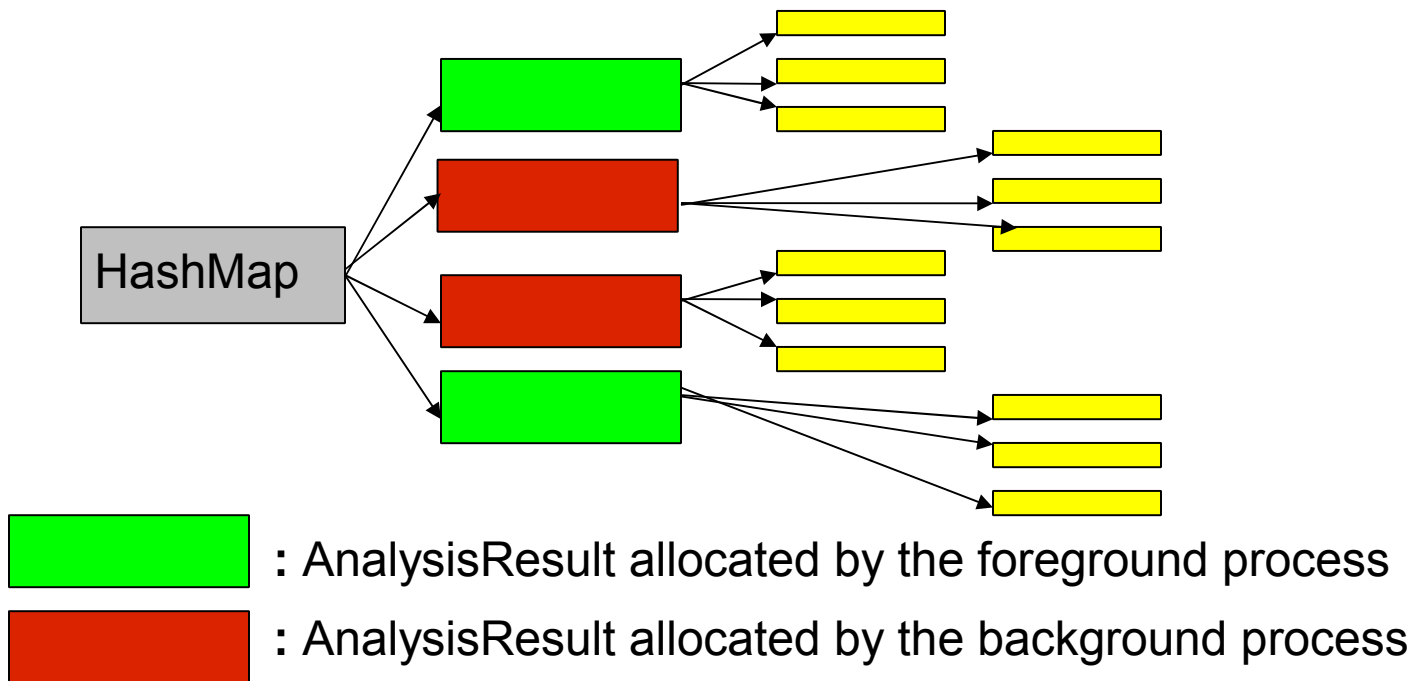 HashMap
: AnalysisResult allocated by the foreground process
: AnalysisResult allocated by the background process